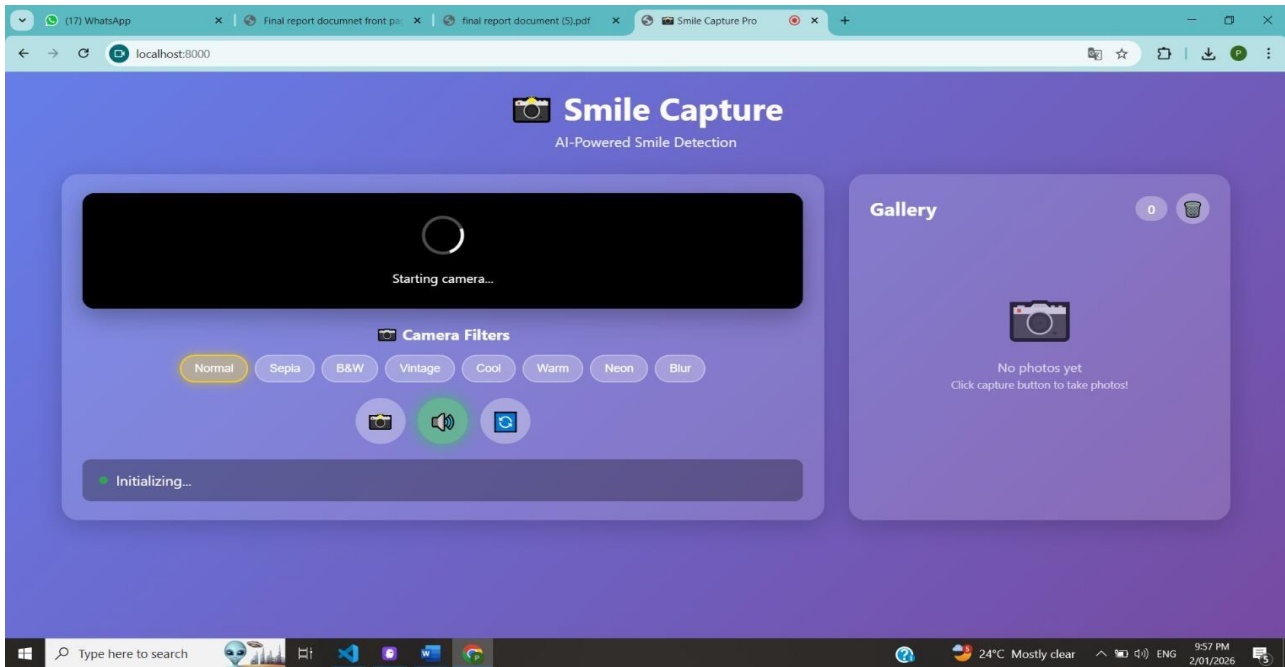 (17) WhatsApp
Final report documnet front pa
final report document (5).pdf
Smile Capture Pro
localhost:8000
Smile Capture
AI-Powered Smile Detection
Starting camera...
Camera Filters
Normal Sepia B&W Vintage Cool Warm Neon Blur
Initializing...
Gallery 0
No photos yet
Click capture button to take photos!
Type here to search
24°C Mostly clear
ENG
9:57 PM
2/01/2026